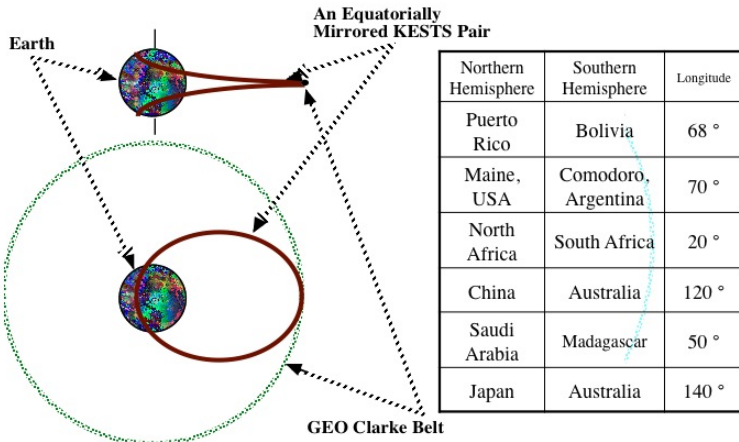 An Equatorially
Mirrored KESTS Pair
Earth
GEO Clarke Belt
Northern Hemisphere Southern Hemisphere Longitude
Puerto Rico Bolivia 68 °
Maine, USA Comodoro, Argentina 70 °
North Africa South Africa 20 °
China Australia 120 °
Saudi Arabia Madagascar 50 °
Japan Australia 140 °